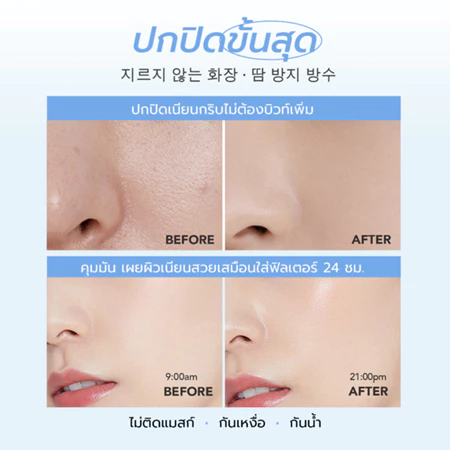 ปกปิดขั้นสุด
지르지 않는 화장 · 땀 방지 방수
ปกปิดเนียนกริบไม่ต้องบิวท์เพิ่ม
BEFORE
AFTER
คุมมัน เผยผิวเนียนสวยเสมือนใส่ฟิลเตอร์ 24 ชม.
9:00am
BEFORE
21:00pm
AFTER
ไม่ติดแมสก์ · กันเหงื่อ · กันน้ำ